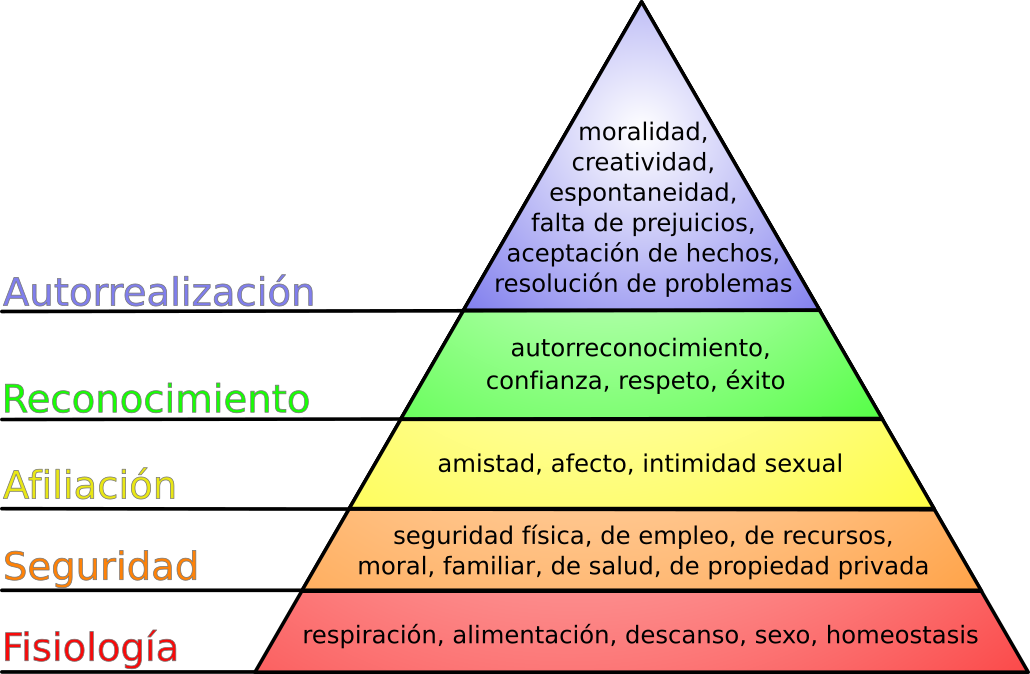 moralidad,
creatividad,
espontaneidad,
falta de prejuicios,
aceptación de hechos,
resolución de problemas
Autorrealización
autorreconocimiento,
confianza, respeto, éxito
Reconocimiento
amistad, afecto, intimidad sexual
Afiliación
seguridad física, de empleo, de recursos,
moral, familiar, de salud, de propiedad privada
Seguridad
respiración, alimentación, descanso, sexo, homeostasis
Fisiología